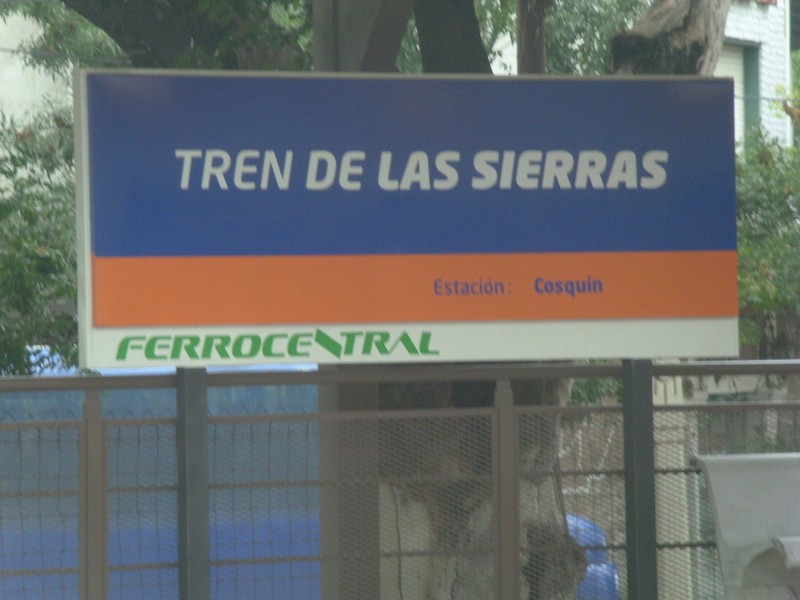 TREN DE LAS SIERRAS
Estación: Cosquin
FERROCENTRAL